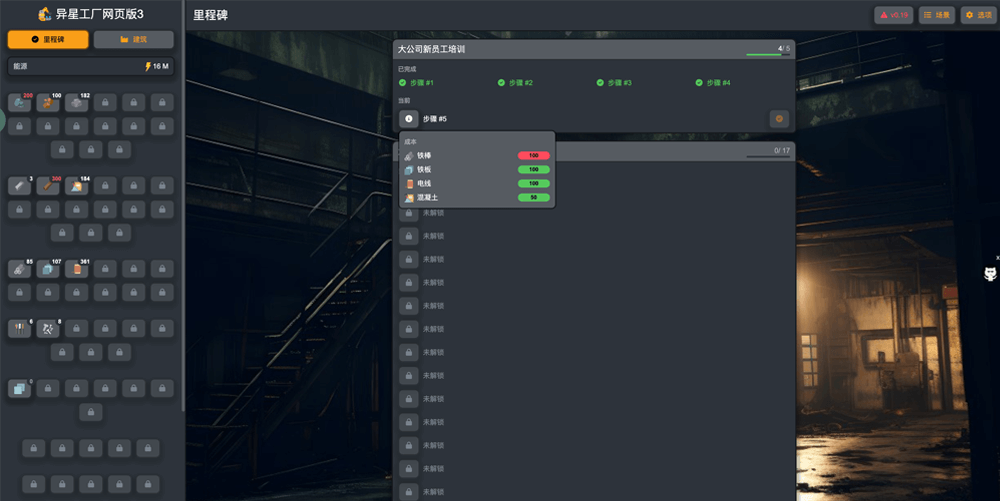 异星工厂网页版3
里程碑
v0.19
场景
选项
里程碑
建筑
能源
16 M
200
100
182
3
300
184
85
107
361
6
8
0
大公司新员工培训
4/ 5
已完成
步骤 #1
步骤 #2
步骤 #3
步骤 #4
当前
步骤 #5
成本
铁棒
100
铁板
100
电线
100
混凝土
50
0/ 17
未解锁
未解锁
未解锁
未解锁
未解锁
未解锁
未解锁
未解锁
未解锁
未解锁
未解锁
未解锁
未解锁
x